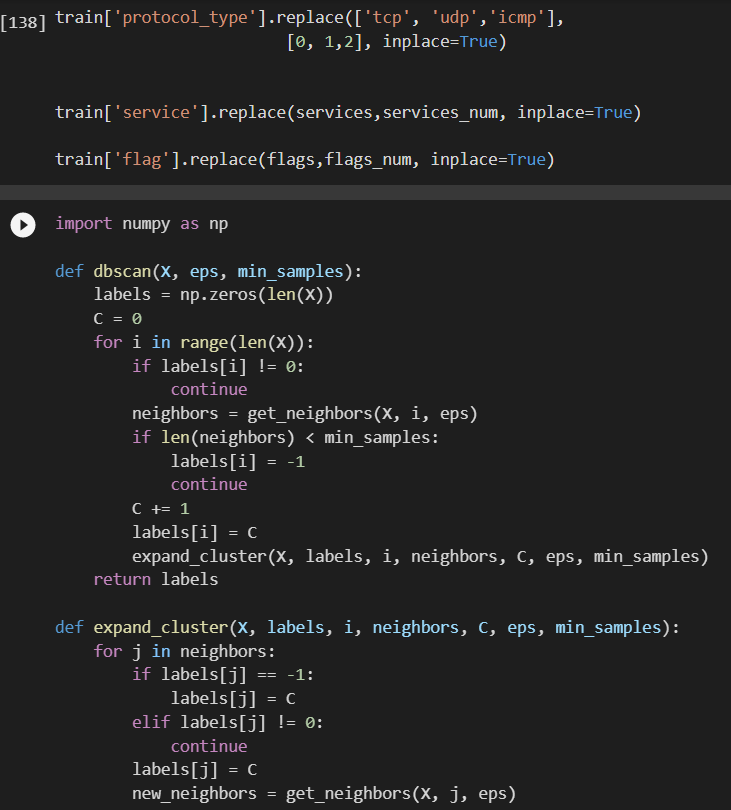 [138] train['protocol_type'].replace(['tcp', 'udp','icmp'],
                        [0, 1,2], inplace=True)
train['service'].replace(services,services_num, inplace=True)
train['flag'].replace(flags,flags_num, inplace=True)
import numpy as np
def dbscan(X, eps, min_samples):
    labels = np.zeros(len(X))
    C = 0
    for i in range(len(X)):
        if labels[i] != 0:
            continue
        neighbors = get_neighbors(X, i, eps)
        if len(neighbors) < min_samples:
            labels[i] = -1
            continue
        C += 1
        labels[i] = C
        expand_cluster(X, labels, i, neighbors, C, eps, min_samples)
    return labels
def expand_cluster(X, labels, i, neighbors, C, eps, min_samples):
    for j in neighbors:
        if labels[j] == -1:
            labels[j] = C
        elif labels[j] != 0:
            continue
        labels[j] = C
        new_neighbors = get_neighbors(X, j, eps)